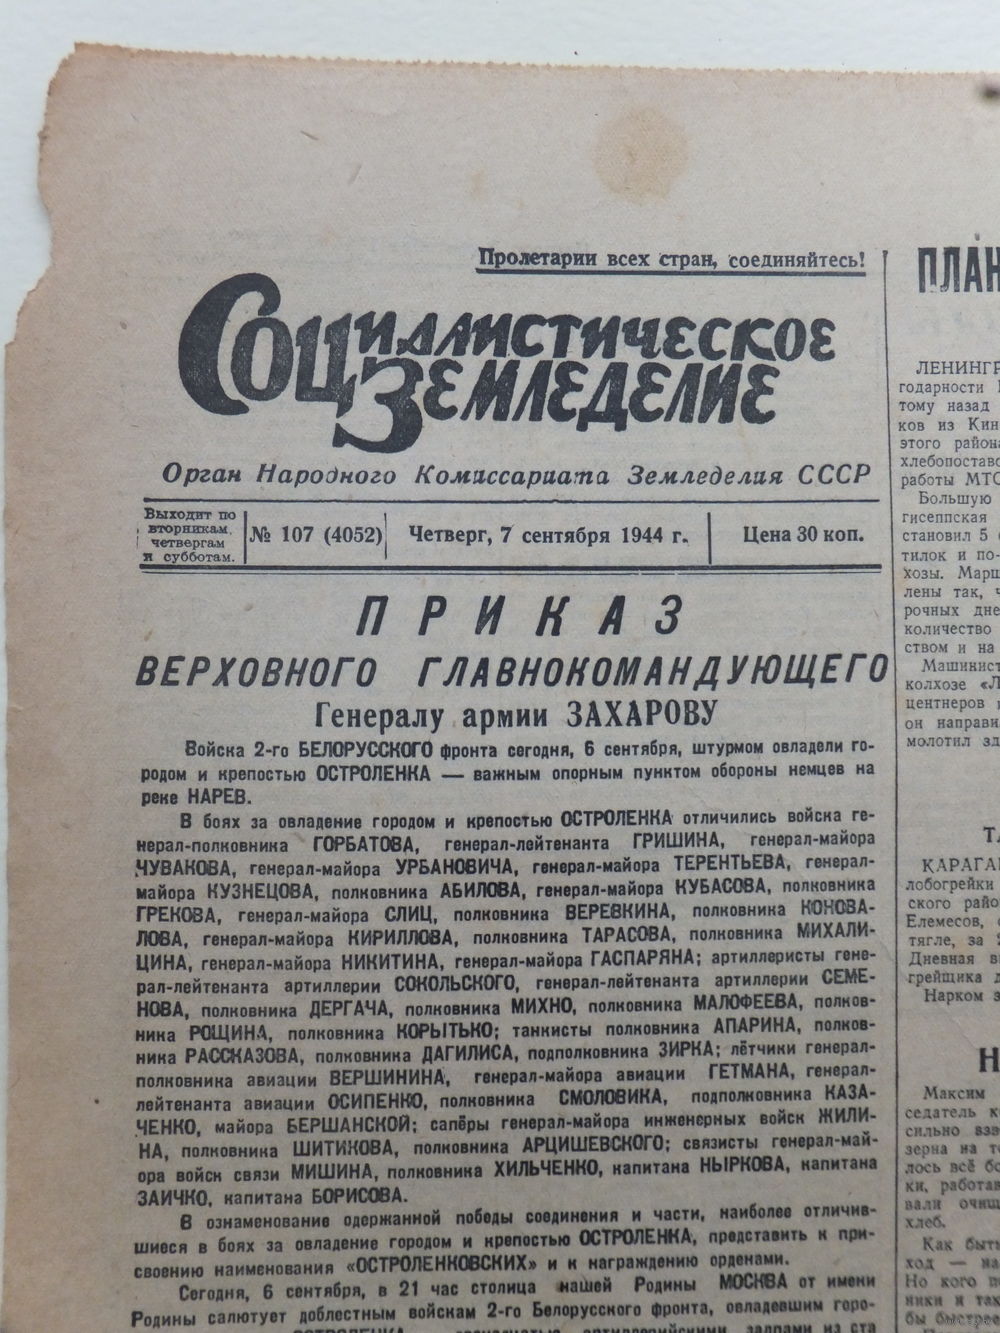 Пролетарии всех стран, соединяйтесь!
СОЦИАЛИСТИЧЕСКОЕ
ЗЕМЛЕДЕЛИЕ
Орган Народного Комиссариата Земледелия СССР
Выходит по
вторникам,
четвергам
и субботам.
№ 107 (4052)
Четверг, 7 сентября 1944 г.
Цена 30 коп.
ПРИКАЗ
ВЕРХОВНОГО ГЛАВНОКОМАНДУЮЩЕГО
Генералу армии ЗАХАРОВУ
Войска 2-го БЕЛОРУССКОГО фронта сегодня, 6 сентября, штурмом овладели го-
родом и крепостью ОСТРОЛЕНКА — важным опорным пунктом обороны немцев на
реке НАРЕВ.
В боях за овладение городом и крепостью ОСТРОЛЕНКА отличились войска ге-
нерал-полковника ГОРБАТОВА, генерал-лейтенанта ГРИШИНА, генерал-майора
ЧУВАКОВА, генерал-майора УРБАНОВИЧА, генерал-майора ТЕРЕНТЬЕВА, генерал-
майора КУЗНЕЦОВА, полковника АБИЛОВА, генерал-майора КУБАСОВА, полковника
ГРЕКОВА, генерал-майора СЛИЦ, полковника ВЕРЕВКИНА, полковника КОНОВА-
ЛОВА, генерал-майора КИРИЛЛОВА, полковника ТАРАСОВА, полковника МИХАЛИ-
ЦИНА, генерал-майора НИКИТИНА, генерал-майора ГАСПАРЯНА; артиллеристы гене-
рал-лейтенанта артиллерии СОКОЛЬСКОГО, генерал-лейтенанта артиллерии СЕМЕ-
НОВА, полковника ДЕРГАЧА, полковника МИХНО, полковника МАЛОФЕЕВА, полков-
ника РОЩИНА, полковника КОРЫТЬКО; танкисты полковника АПАРИНА, полков-
ника РАССКАЗОВА, полковника ДАГИЛИСА, подполковника ЗИРКА; лётчики генерал-
полковника авиации ВЕРШИНИНА, генерал-майора авиации ГЕТМАНА, генерал-
лейтенанта авиации ОСИПЕНКО, полковника СМОЛОВИКА, подполковника КАЗА-
ЧЕНКО, майора БЕРШАНСКОЙ; сапёры генерал-майора инженерных войск ЖИЛИ-
НА, полковника ШИТИКОВА, полковника АРЦИШЕВСКОГО; связисты генерал-май-
ора войск связи МИШИНА, полковника ХИЛЬЧЕНКО, капитана НЫРКОВА, капитана
ЗАИЧКО, капитана БОРИСОВА.
В ознаменование одержанной победы соединения и части, наиболее отличив-
шиеся в боях за овладение городом и крепостью ОСТРОЛЕНКА, представить к при-
своению наименования «ОСТРОЛЕНКОВСКИХ» и к награждению орденами.
Сегодня, 6 сентября, в 21 час столица нашей Родины МОСКВА от имени
Родины салютует доблестным войскам 2-го Белорусского фронта, овладевшим горо-
ОСТРОЛЕНКА, артиллерийскими залпами из ста
ПЛАН
ЛЕНИНГР
годарности
тому назад
ков из Кин
этого района
хлебопоставо
работы МТС
Большую
гисеппская
становил 5
тилок и по-
хозы. Марш
лены так, ч
рочных дне
количество
ством и на
Машинист
колхозе «Л
центнеров
он направи
молотил зд
ТА
КАРАГАН
лобогрейки
ского райо
Елемесов,
тягле, за
Дневная в
грейщика д
Нарком з
Н
Максим
седатель к
сильно взя
зерна на т
лось всё бо
ки, работав
вали очищ
хлеб.
Как быть
ход — на
Но кого п
ники и так
бы быстрее